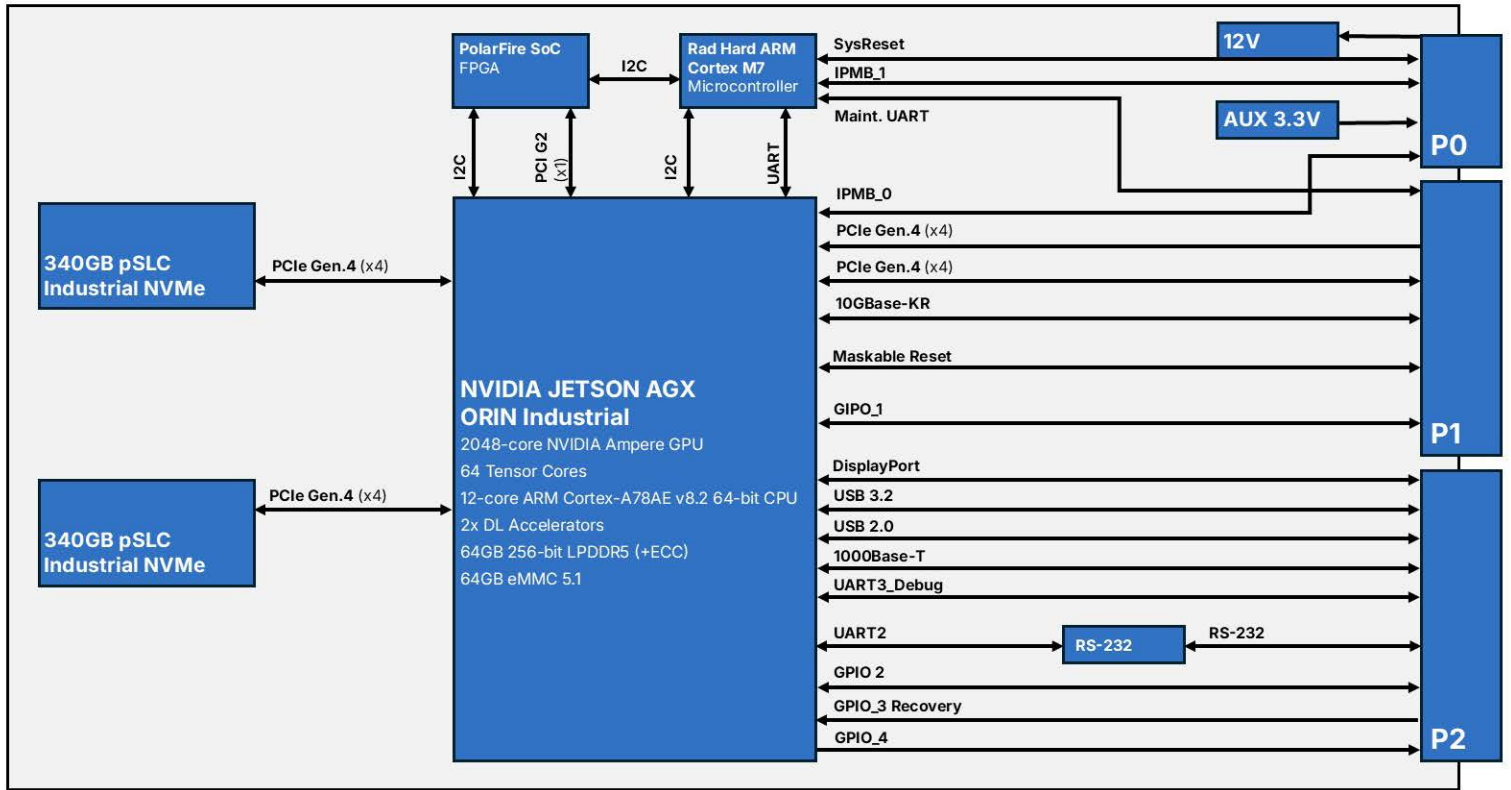 PolarFire SoC
FPGA
I2C
Rad Hard ARM
Cortex M7
Microcontroller
SysReset
IPMB_1
Maint. UART
12V
AUX 3.3V
P0
I2C
PCI G2
(x1)
I2C
UART
IPMB_0
PCIe Gen.4 (x4)
PCIe Gen.4 (x4)
10GBase-KR
Maskable Reset
GIPO_1
P1
340GB pSLC
Industrial NVMe
PCIe Gen.4 (x4)
340GB pSLC
Industrial NVMe
PCIe Gen.4 (x4)
NVIDIA JETSON AGX
ORIN Industrial
2048-core NVIDIA Ampere GPU
64 Tensor Cores
12-core ARM Cortex-A78AE v8.2 64-bit CPU
2x DL Accelerators
64GB 256-bit LPDDR5 (+ECC)
64GB eMMC 5.1
DisplayPort
USB 3.2
USB 2.0
1000Base-T
UART3_Debug
UART2
RS-232
RS-232
GPIO 2
GPIO_3 Recovery
GPIO_4
P2